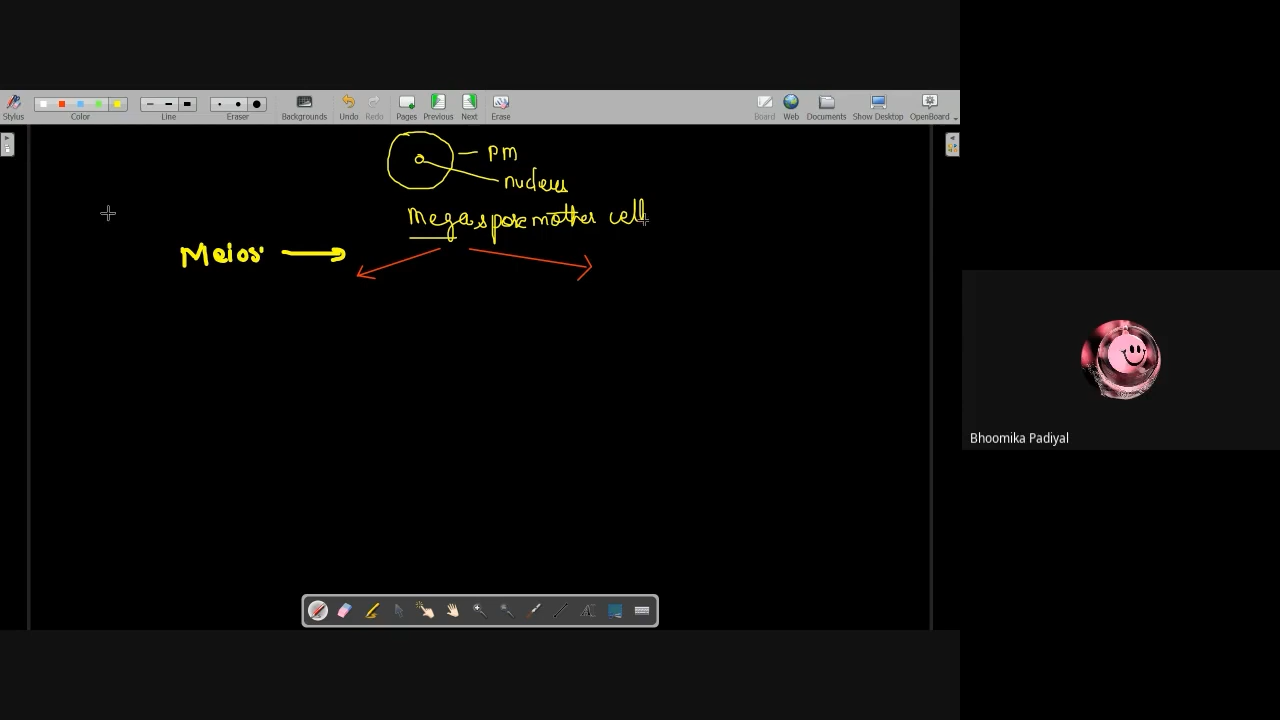 Stylus
Color
Line
Eraser
Backgrounds
Undo
Redo
Pages
Previous
Next
Erase
Board
Web
Documents
Show Desktop
OpenBoard
pm
nucleus
megaspore mother cell
Meios
Bhoomika Padiyal